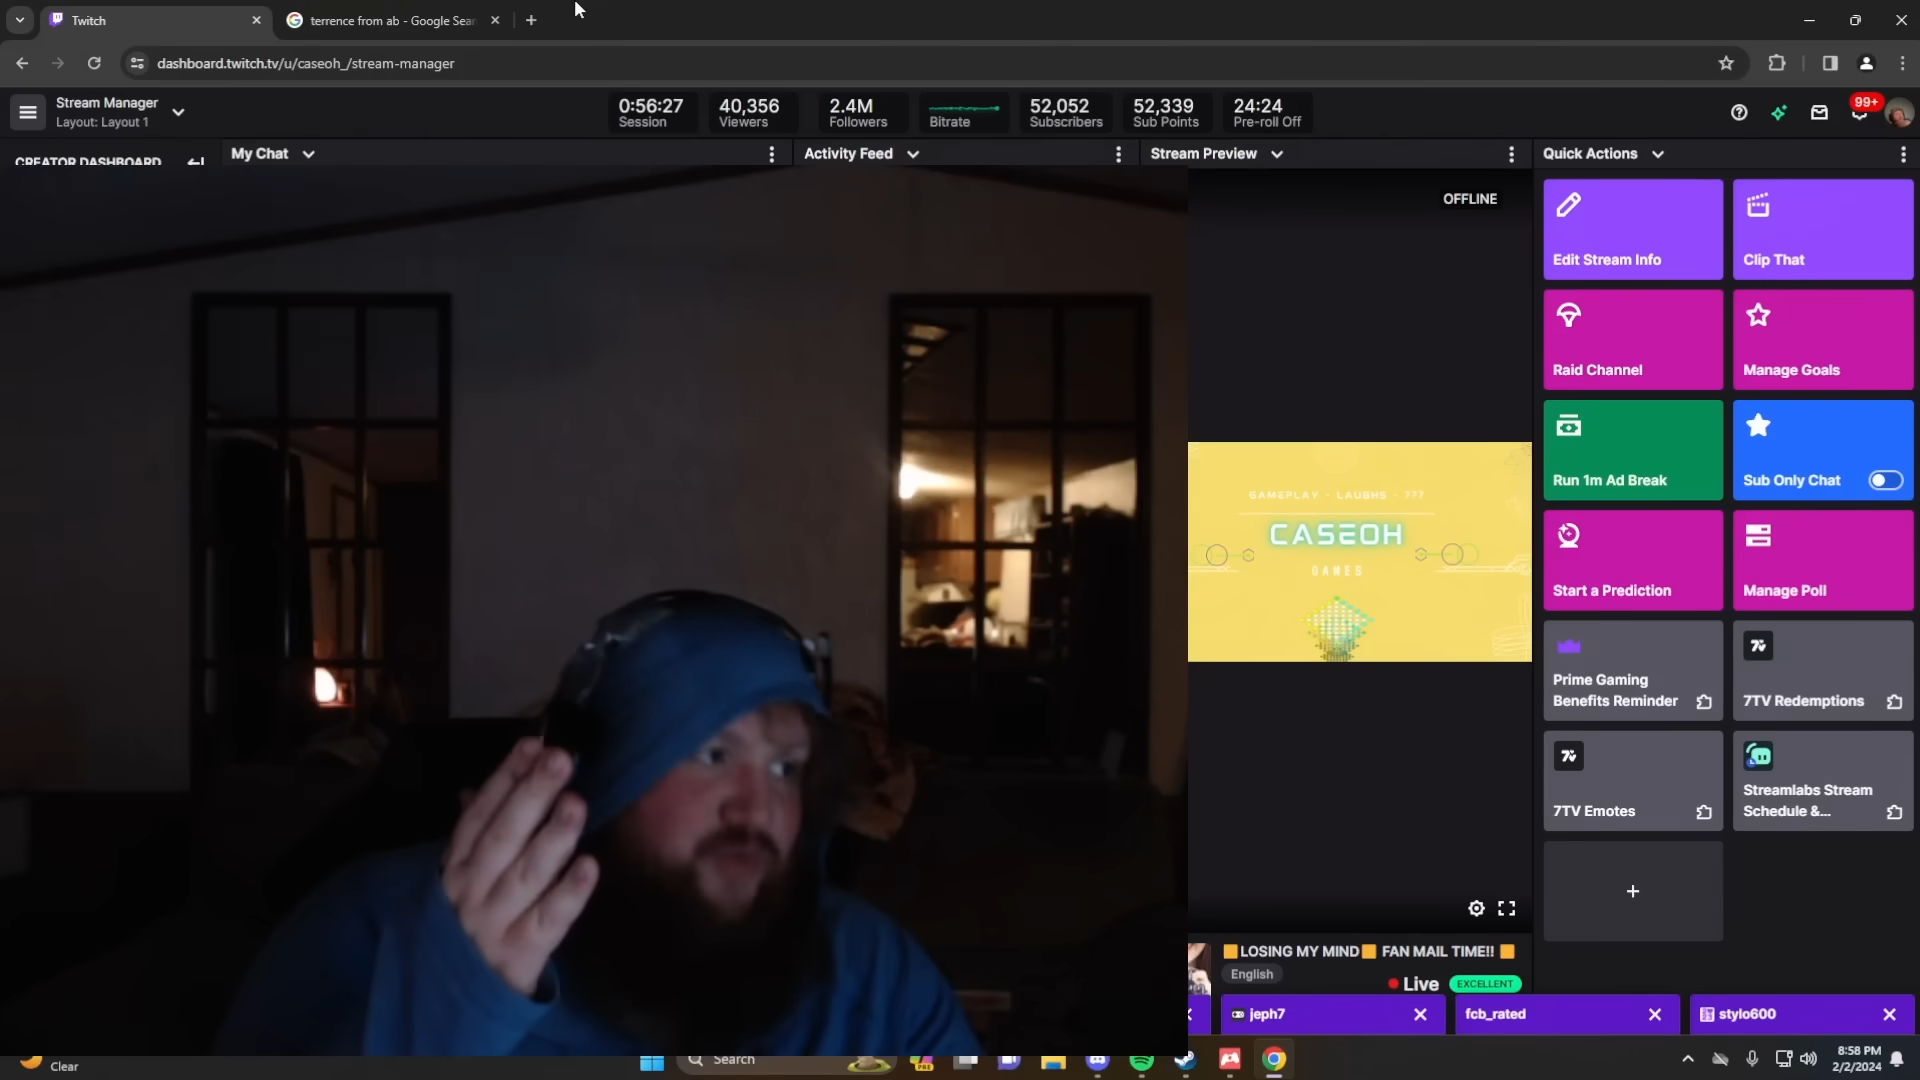 Twitch
terrence from ab - Google Sear
dashboard.twitch.tv/u/caseoh_/stream-manager
Stream Manager
Layout: Layout 1
0:56:27
Session
40,356
Viewers
2.4M
Followers
Bitrate
52,052
Subscribers
52,339
Sub Points
24:24
Pre-roll Off
99+
CREATOR DASHBOARD
My Chat
Activity Feed
Stream Preview
Quick Actions
OFFLINE
Edit Stream Info
Clip That
Raid Channel
Manage Goals
Run 1m Ad Break
Sub Only Chat
Start a Prediction
Manage Poll
Prime Gaming
Benefits Reminder
7TV Redemptions
7TV Emotes
Streamlabs Stream
Schedule &...
GAMEPLAY - LAUGHS - ???
CASEOH
GAMES
LOSING MY MIND FAN MAIL TIME!!
English
Live
EXCELLENT
jeph7
fcb_rated
stylo600
Clear
Search
PRE
8:58 PM
2/2/2024